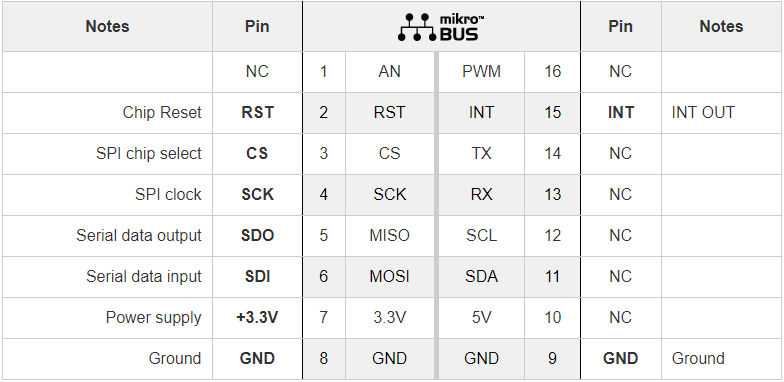 Notes Pin mikro™ BUS Pin Notes
NC 1 AN PWM 16 NC
Chip Reset RST 2 RST INT 15 INT INT OUT
SPI chip select CS 3 CS TX 14 NC
SPI clock SCK 4 SCK RX 13 NC
Serial data output SDO 5 MISO SCL 12 NC
Serial data input SDI 6 MOSI SDA 11 NC
Power supply +3.3V 7 3.3V 5V 10 NC
Ground GND 8 GND GND 9 GND Ground